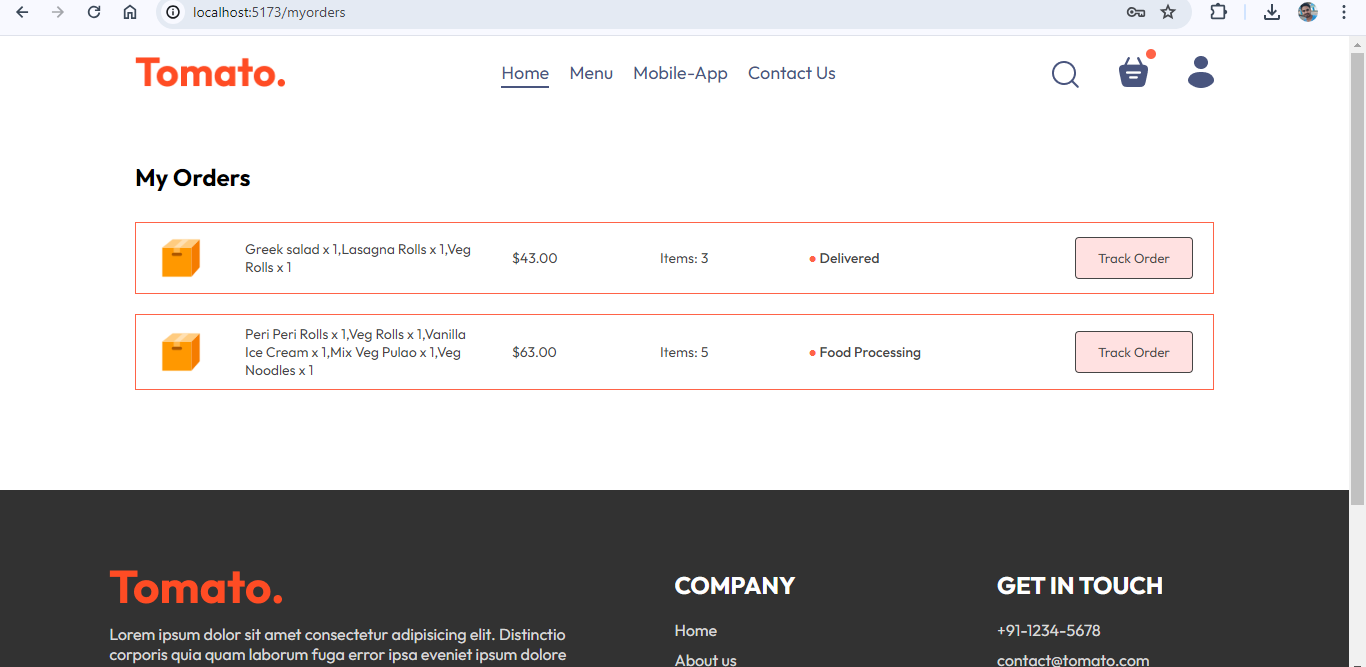 localhost:5173/myorders
Tomato.
Home Menu Mobile-App Contact Us
My Orders
Greek salad x 1,Lasagna Rolls x 1,Veg
Rolls x 1
$43.00
Items: 3
Delivered
Track Order
Peri Peri Rolls x 1,Veg Rolls x 1,Vanilla
Ice Cream x 1,Mix Veg Pulao x 1,Veg
Noodles x 1
$63.00
Items: 5
Food Processing
Track Order
Tomato.
Lorem ipsum dolor sit amet consectetur adipisicing elit. Distinctio
corporis quia quam laborum fuga error ipsa eveniet ipsum dolore
COMPANY
Home
About us
GET IN TOUCH
+91-1234-5678
contact@tomato.com